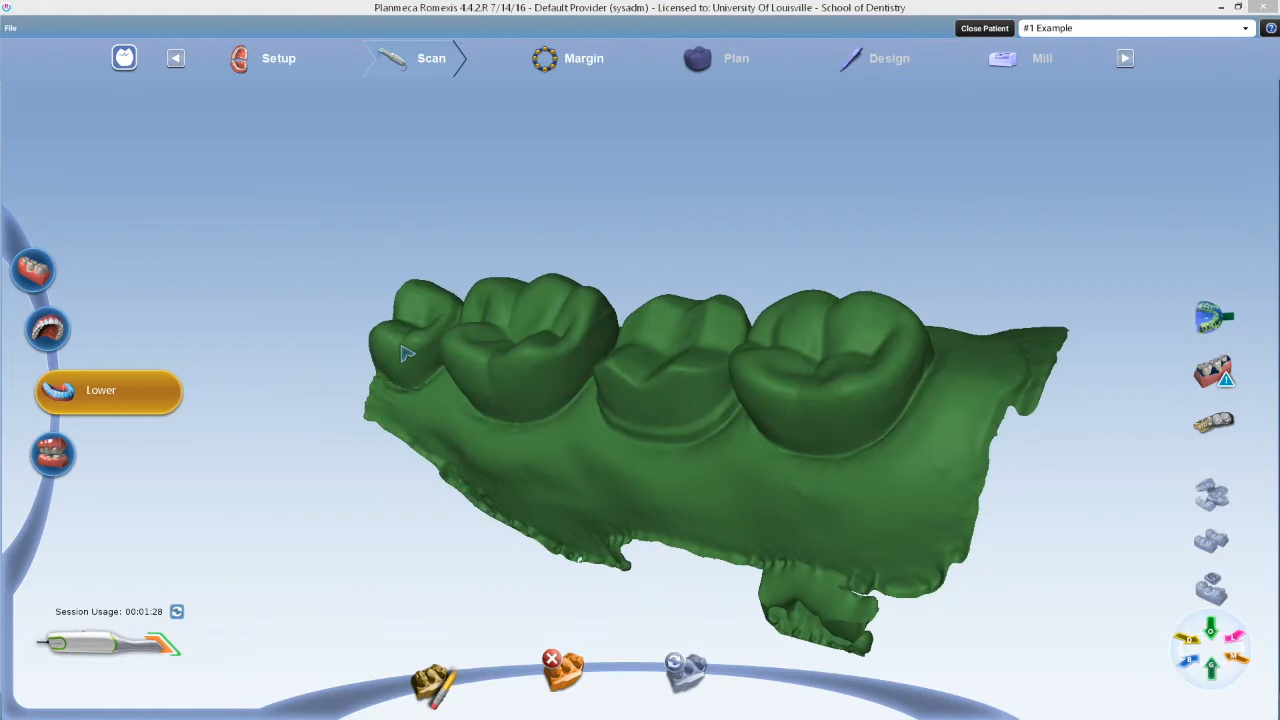 Planmeca Romexis 4.4.2.R 7/14/16 - Default Provider (sysadm) - Licensed to: University Of Louisville - School of Dentistry
File
Close Patient
#1 Example
?
Setup
Scan
Margin
Plan
Design
Mill
Lower
Session Usage: 00:01:28
O
D
L
B
M
G